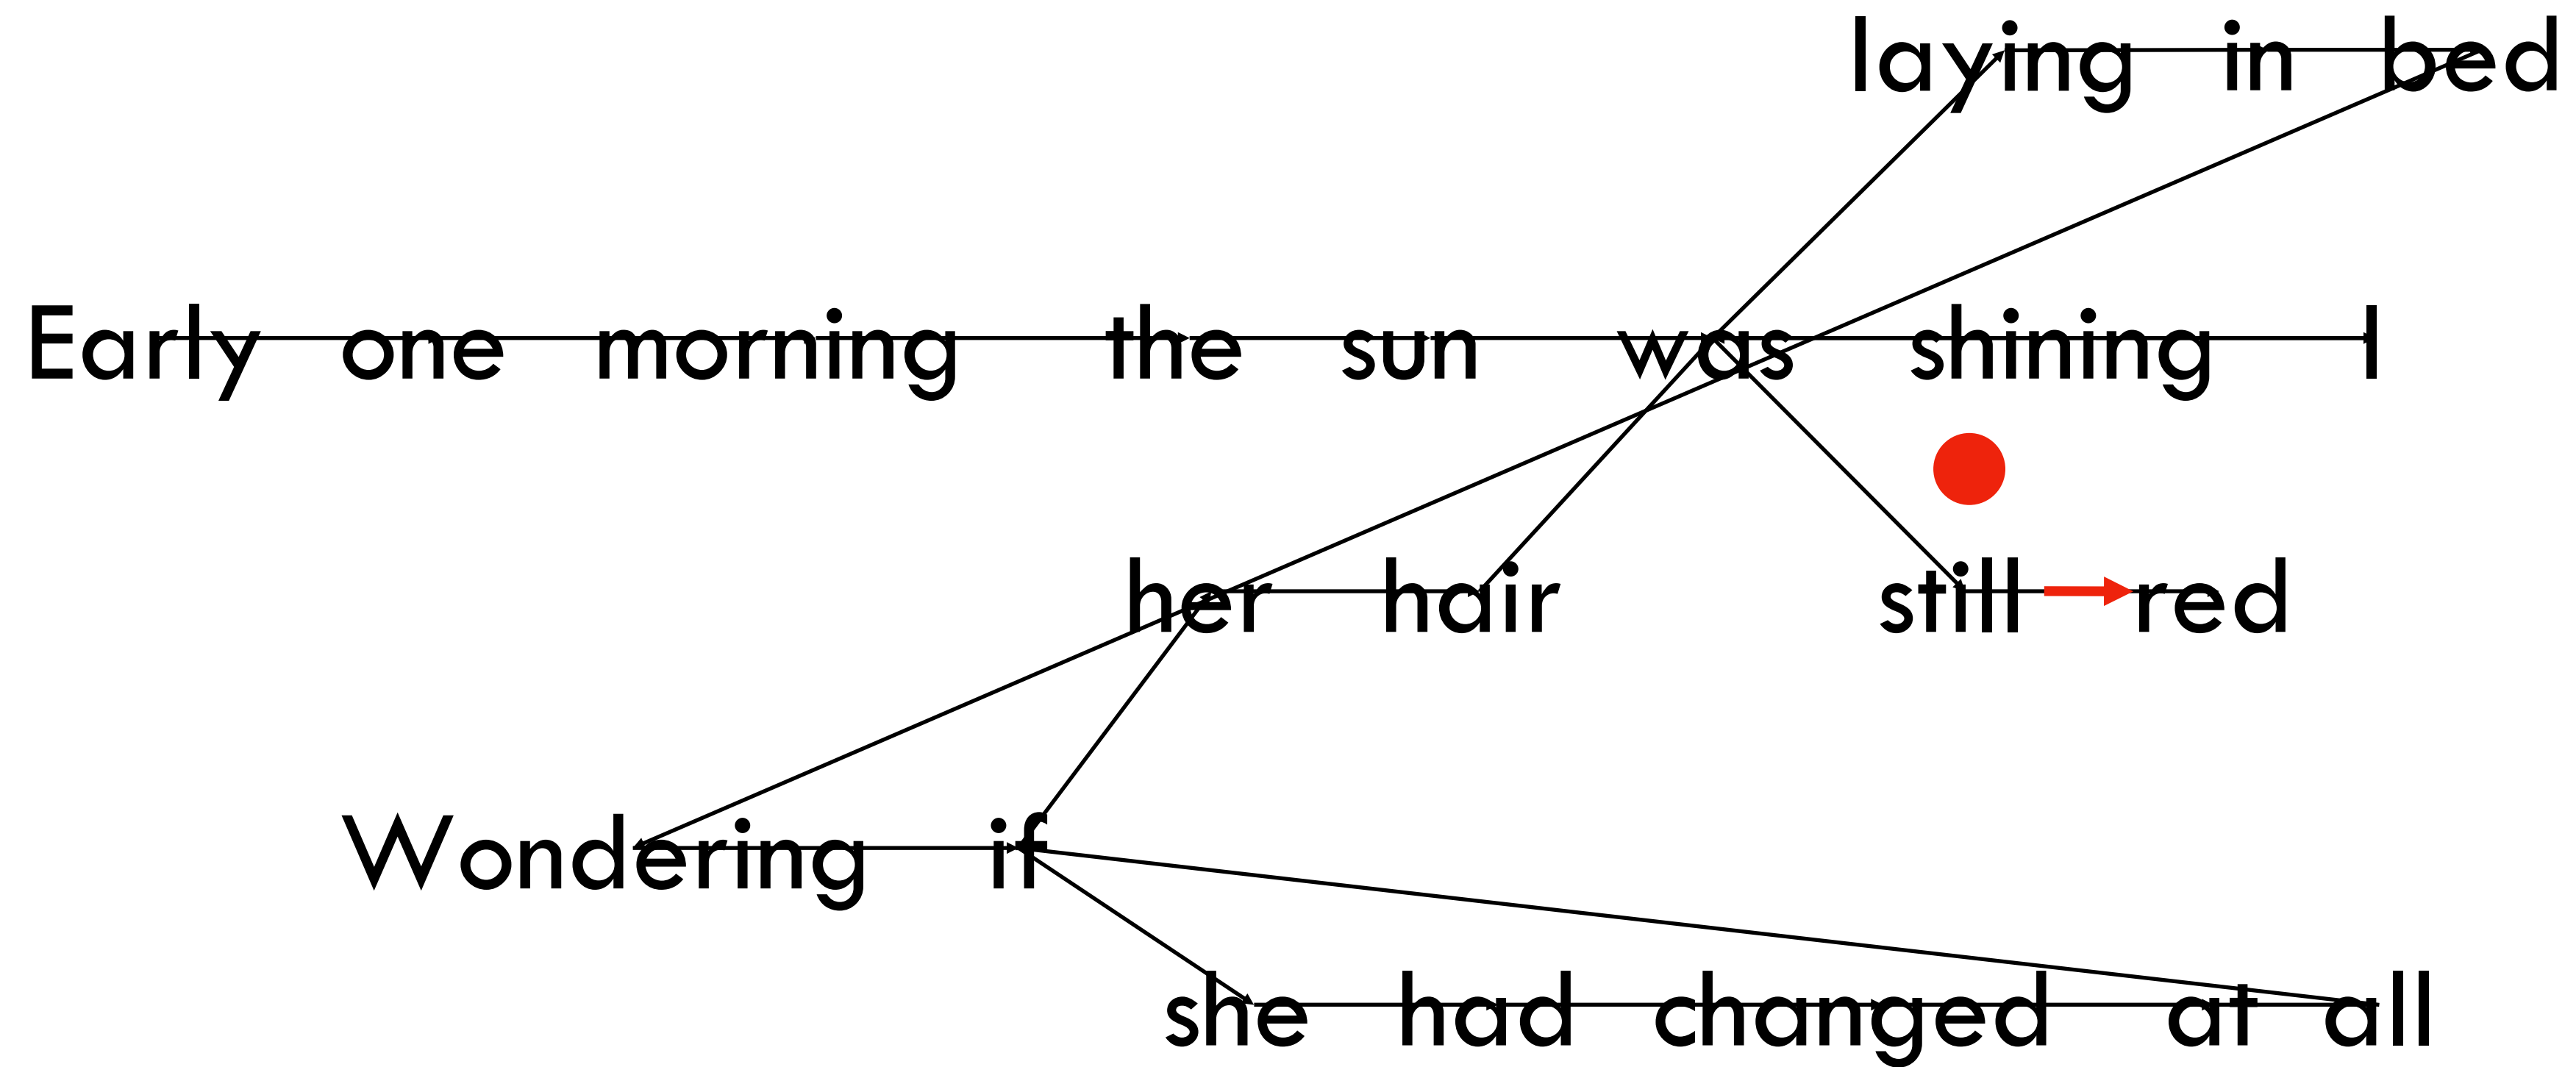 laying in bed
Early one morning the sun was shining I
her hair still red
Wondering if
she had changed at all